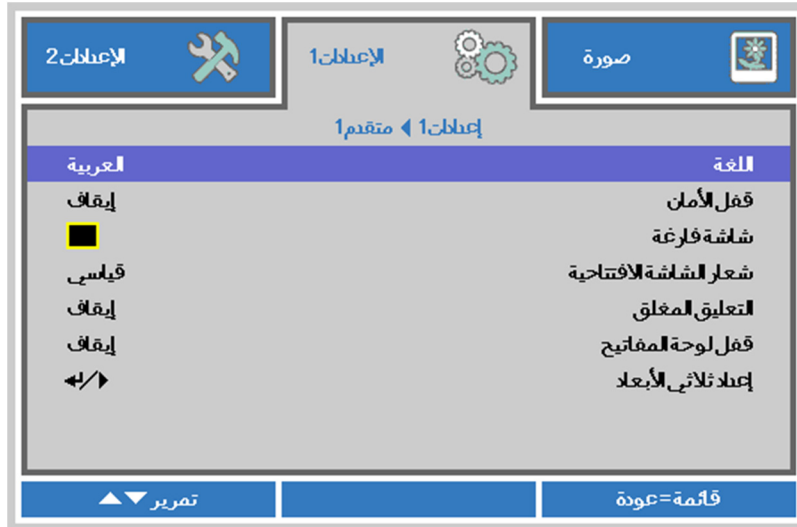 صورة
الإعدادات1
الإعدادات2
إعدادات1 متقدم1
اللغة العربية
قفل الأمان إيقاف
شاشة فارغة
شعار الشاشة الافتتاحية قياسي
التعليق المغلق إيقاف
قفل لوحة المفاتيح إيقاف
إعداد ثلاثي الأبعاد /
قائمة=عودة
تمرير